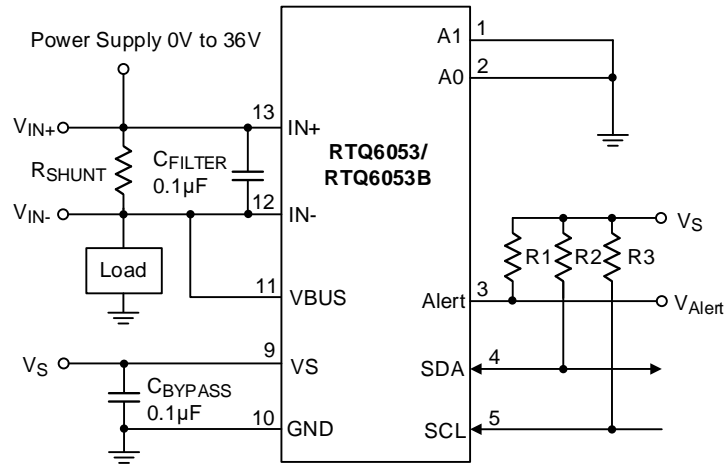 Power Supply 0V to 36V
VIN+
RSHUNT
VIN-
Load
CFILTER
0.1µF
13
IN+
12
IN-
11
VBUS
VS
9
VS
CBYPASS
0.1µF
10
GND
RTQ6053/
RTQ6053B
A1
1
A0
2
R1
R2
R3
VS
Alert
3
VAlert
SDA
4
SCL
5